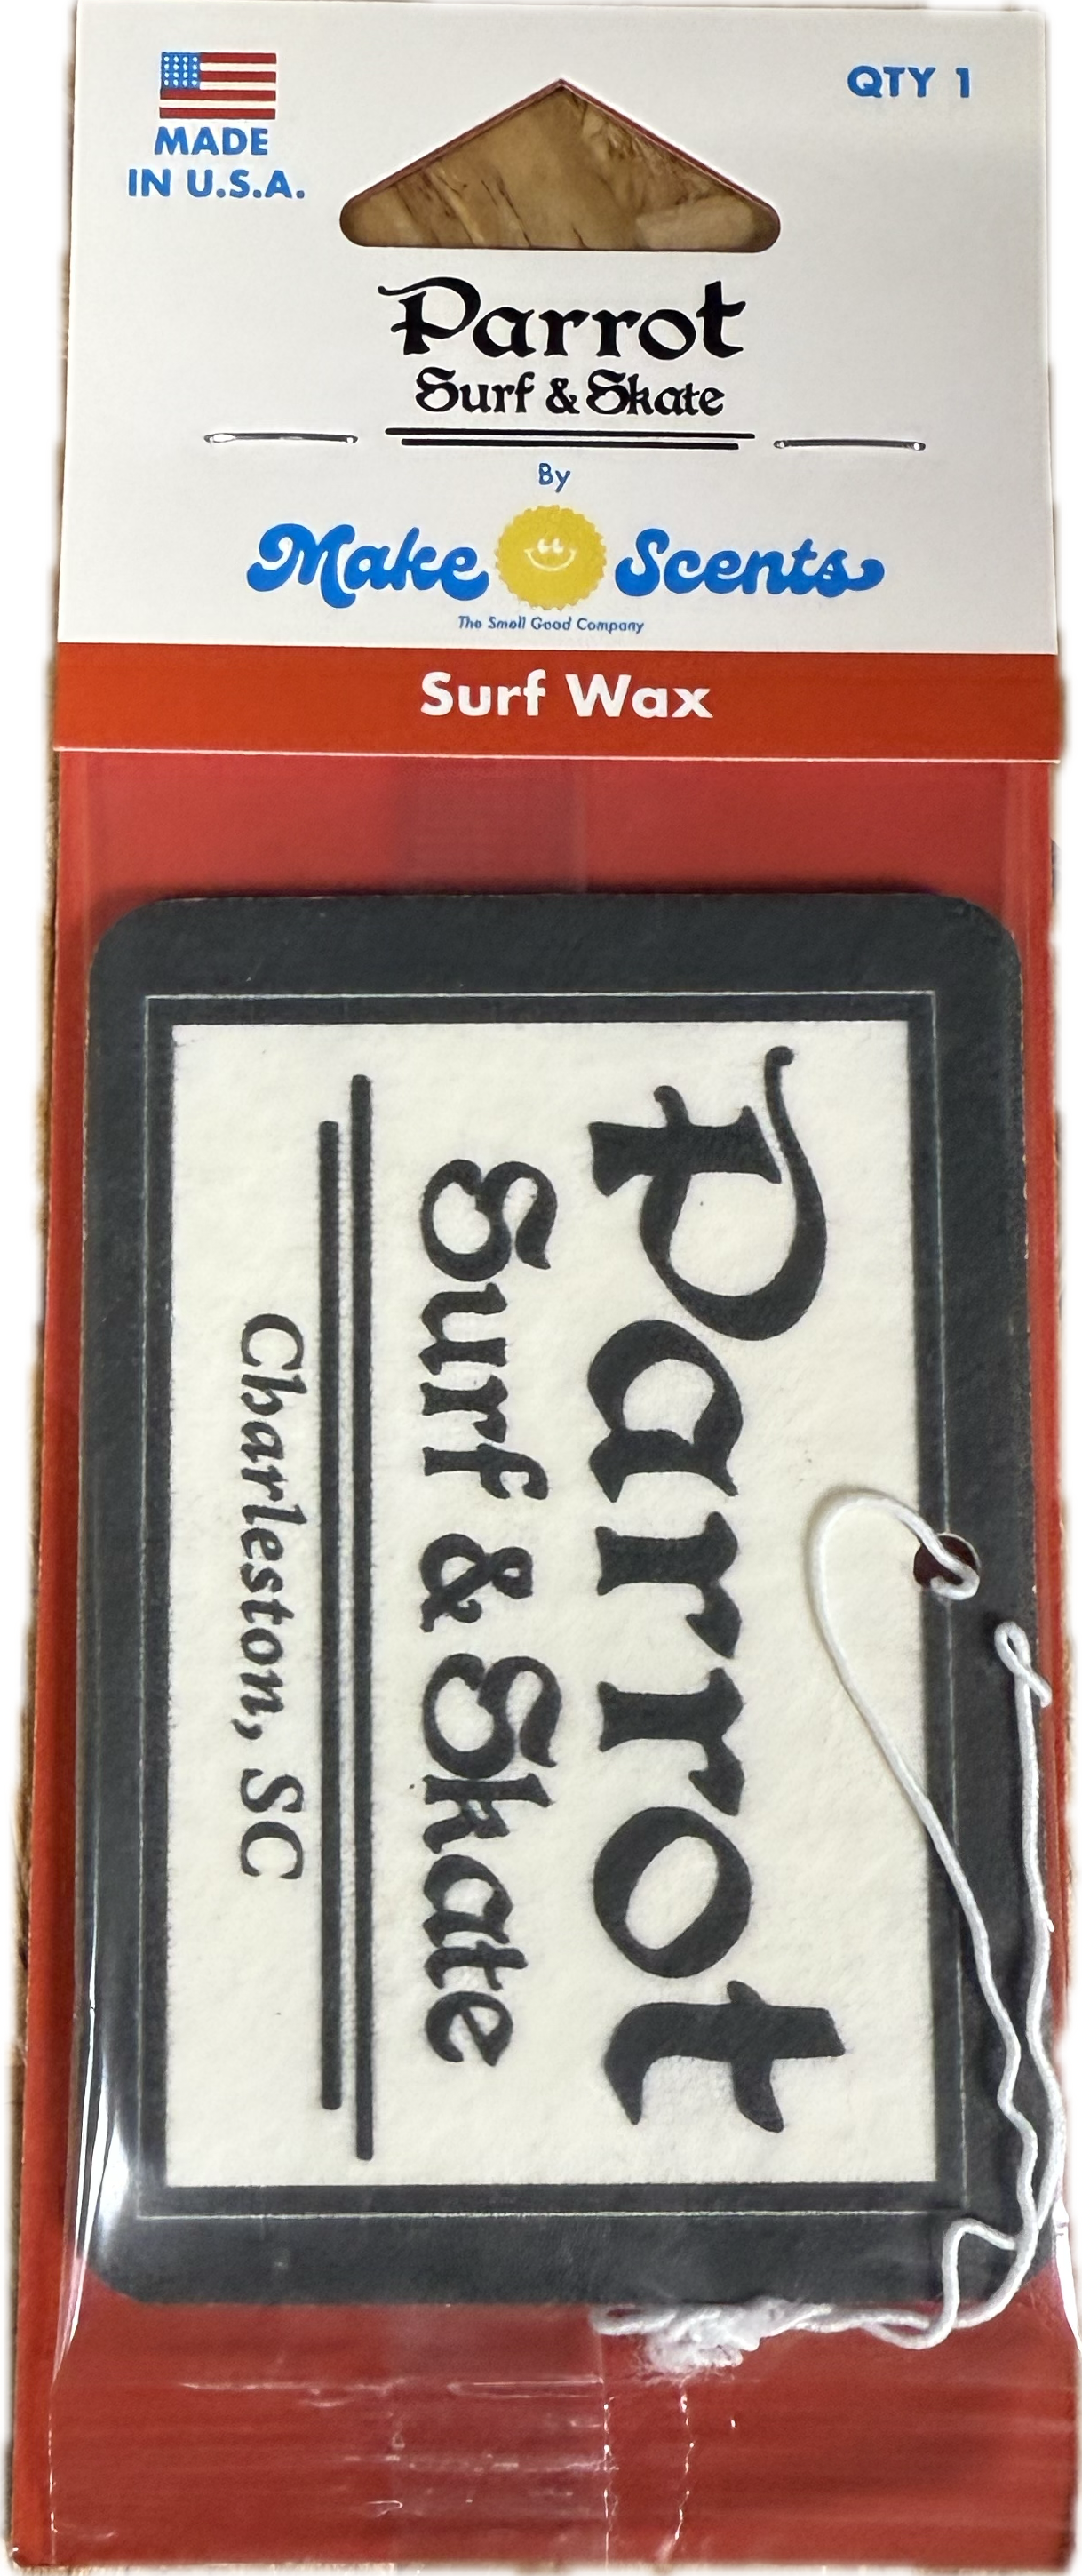 MADE
IN U.S.A.
QTY 1
Parrot
Surf & Skate
By
Make Scents
The Smell Good Company
Surf Wax
Parrot
Surf & Skate
Charleston, SC